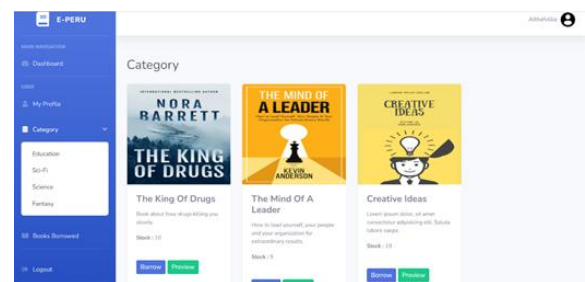 E-PERU
MAIN NAVIGATION
Dashboard
USER
My Profile
Category
Education
Sci-Fi
Science
Fantasy
Books Borrowed
Logout
Category
INTERNATIONAL BESTSELLING AUTHOR
NORA
BARRETT
THE KING
OF DRUGS
The King Of Drugs
Book about how drugs killing you
slowly.
Stock : 10
Borrow
Preview
THE MIND OF
A LEADER
KEVIN
ANDERSON
The Mind Of A
Leader
How to lead yourself, your people
and your organization for
extraordinary results.
Stock : 9
CREATIVE
IDEAS
Creative Ideas
Lorem ipsum dolor, sit amet
consectetur adipisicing elit. Soluta
labore saepe.
Stock : 19
Borrow
Preview